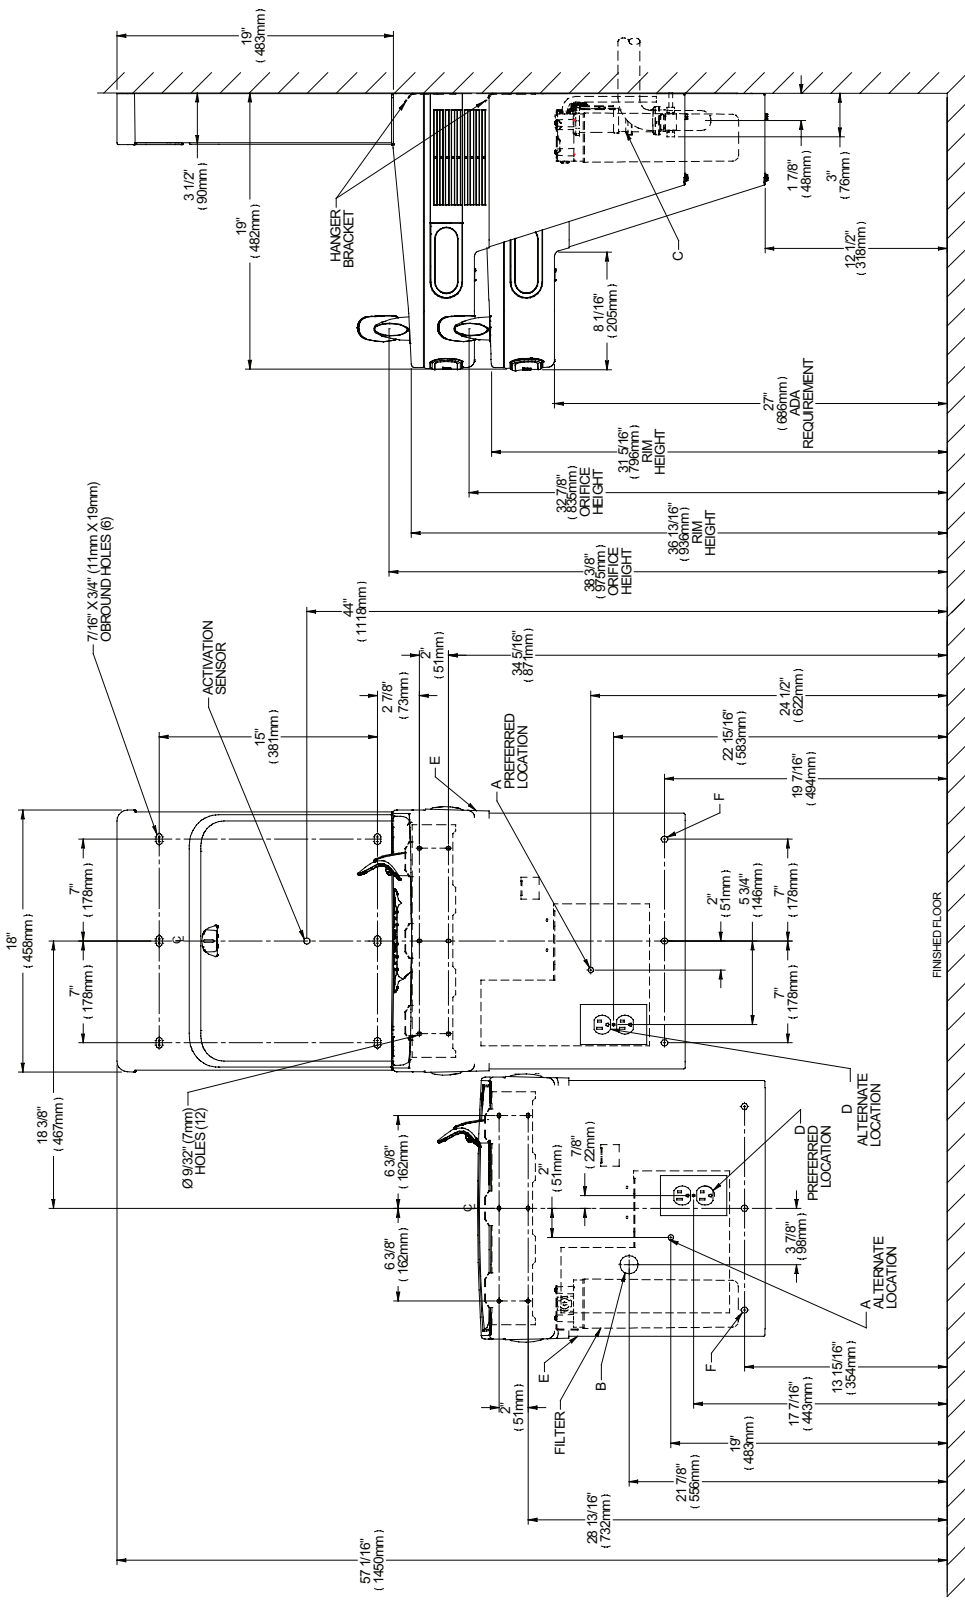 19"
( 483mm )
3 1/2"
( 90mm )
19"
( 482mm )
HANGER
BRACKET
C
1 7/8"
( 48mm )
3"
( 76mm )
12 1/2"
( 318mm )
8 1/16"
( 205mm )
27"
( 686mm )
ADA
REQUIREMENT
31 5/16"
( 796mm )
RIM
HEIGHT
32 7/8"
( 835mm )
ORIFICE
HEIGHT
36 13/16"
( 936mm )
RIM
HEIGHT
38 3/8"
( 975mm )
ORIFICE
HEIGHT
7/16" X 3/4" (11mm X 19mm)
OBROUND HOLES (6)
ACTIVATION
SENSOR
44"
( 1118mm )
15"
( 381mm )
2 7/8"
( 73mm )
2"
( 51mm )
34 5/16"
( 871mm )
E
A
PREFERRED
LOCATION
24 1/2"
( 622mm )
22 15/16"
( 583mm )
19 7/16"
( 494mm )
F
18"
( 458mm )
7"
( 178mm )
7"
( 178mm )
CL
2"
( 51mm )
5 3/4"
( 146mm )
7"
( 178mm )
7"
( 178mm )
FINISHED FLOOR
18 3/8"
( 467mm )
Ø 9/32" (7mm)
HOLES (12)
6 3/8"
( 162mm )
6 3/8"
( 162mm )
CL
2"
( 51mm )
7/8"
( 22mm )
D
PREFERRED
LOCATION
D
ALTERNATE
LOCATION
3 7/8"
( 98mm )
A
ALTERNATE
LOCATION
2"
( 51mm )
E
FILTER
B
F
13 15/16"
( 354mm )
17 7/16"
( 443mm )
19"
( 483mm )
21 7/8"
( 556mm )
28 13/16"
( 732mm )
57 1/16"
( 1450mm )